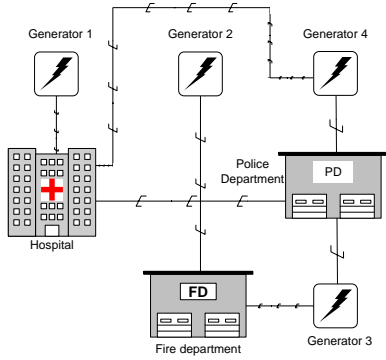 Generator 1
Generator 2
Generator 4
Police
Department
PD
Hospital
FD
Fire department
Generator 3